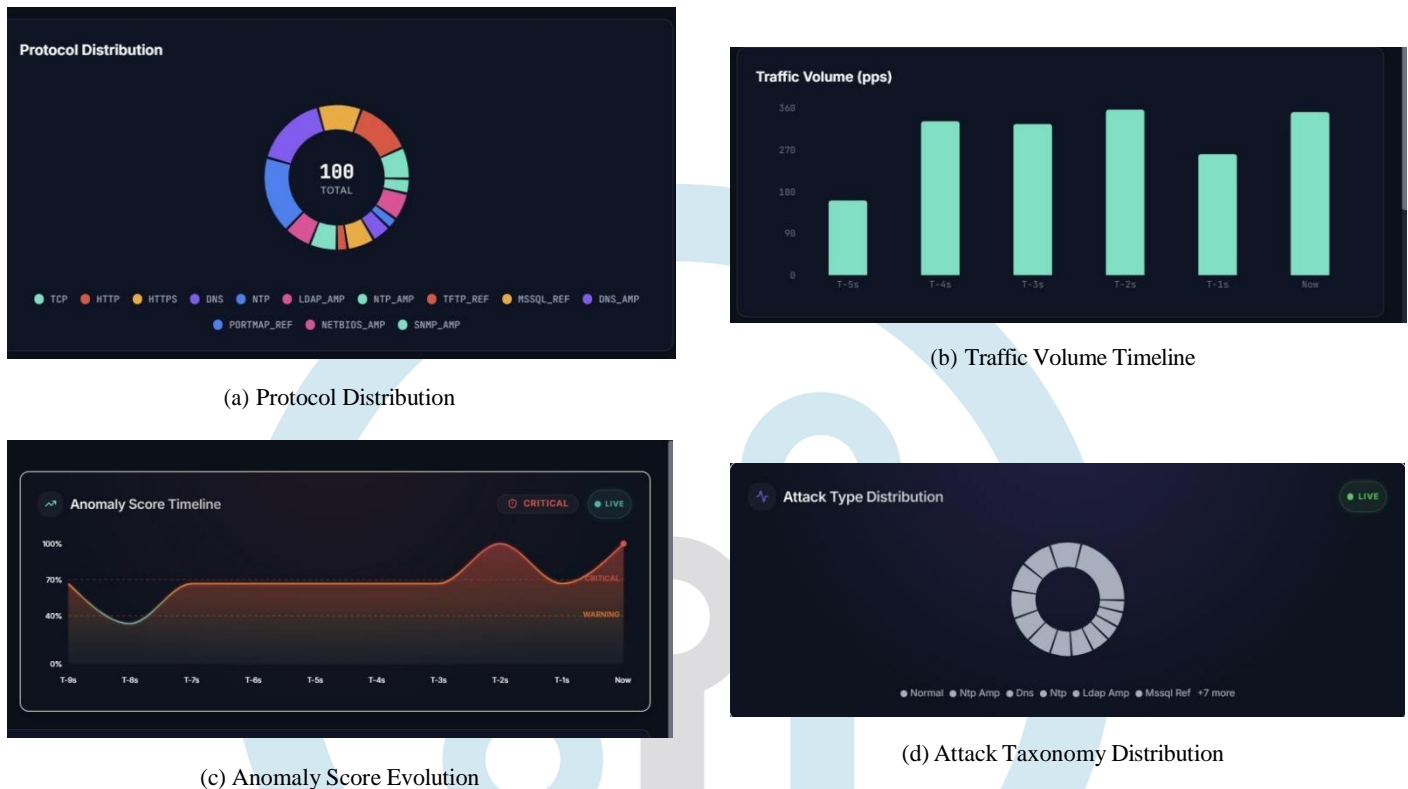 Protocol Distribution
100
TOTAL
TCP HTTP HTTPS DNS NTP LDAP_AMP NTP_AMP TFTP_REF MSSQL_REF DNS_AMP
PORTMAP_REF NETBIOS_AMP SNMP_AMP
(a) Protocol Distribution
Traffic Volume (pps)
360
270
180
90
0
T-5s T-4s T-3s T-2s T-1s Now
(b) Traffic Volume Timeline
Anomaly Score Timeline
CRITICAL
LIVE
100%
70%
CRITICAL
40%
WARNING
0%
T-9s T-8s T-7s T-6s T-5s T-4s T-3s T-2s T-1s Now
(c) Anomaly Score Evolution
Attack Type Distribution
LIVE
Normal Ntp Amp Dns Ntp Ldap Amp Mssql Ref +7 more
(d) Attack Taxonomy Distribution